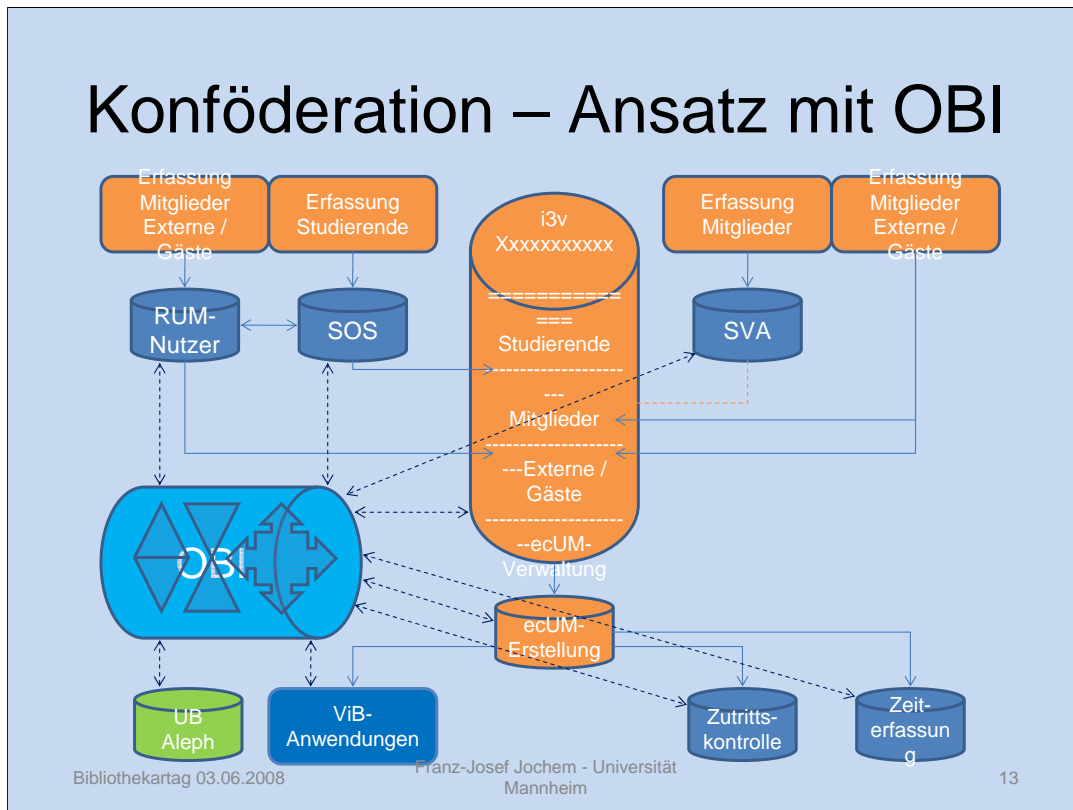 Konföderation – Ansatz mit OBI
Erfassung
Mitglieder
Externe /
Gäste
Erfassung
Studierende
i3v
Xxxxxxxxxxx
==============
===
Studierende
--------------------
---
Mitglieder
--------------------
---Externe /
Gäste
--------------------
--ecUM-
Verwaltung
Erfassung
Mitglieder
Erfassung
Mitglieder
Externe /
Gäste
RUM-
Nutzer
SOS
SVA
OBI
ecUM-
Erstellung
UB
Aleph
ViB-
Anwendungen
Zutritts-
kontrolle
Zeit-
erfassun
g
Bibliothekartag 03.06.2008
Franz-Josef Jochem - Universität
Mannheim
13